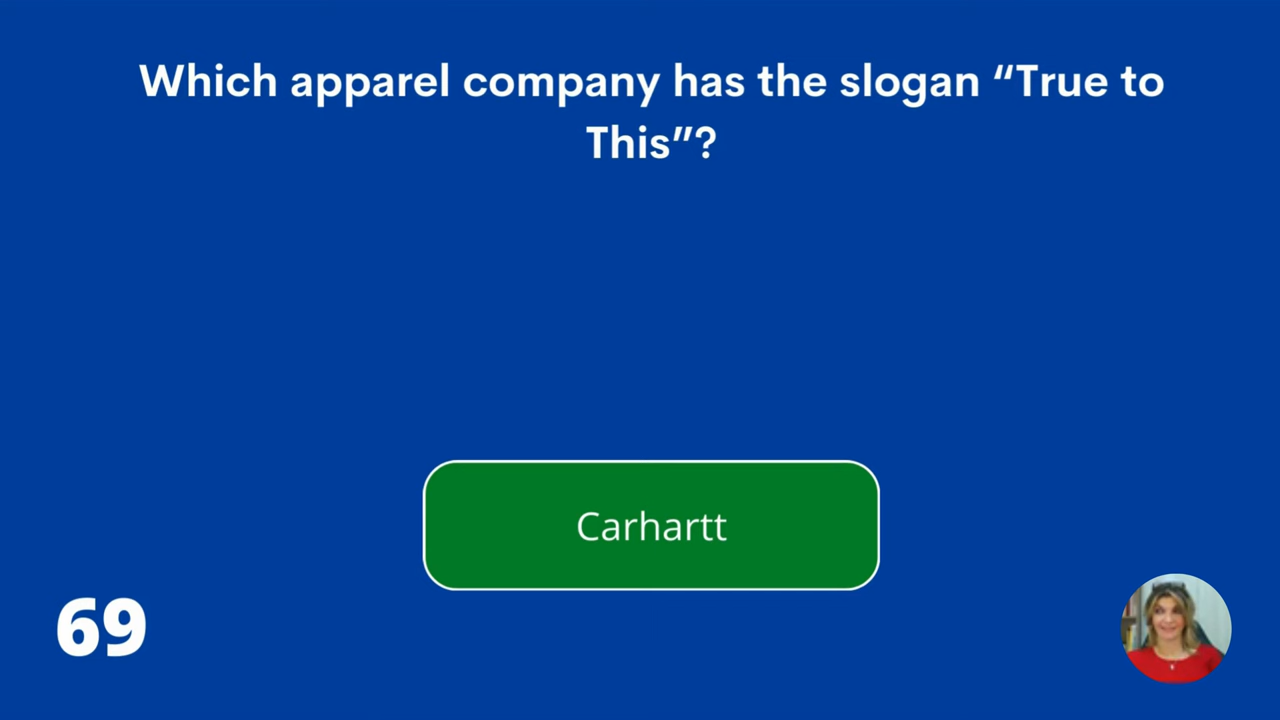 Which apparel company has the slogan “True to
This”?
Carhartt
69